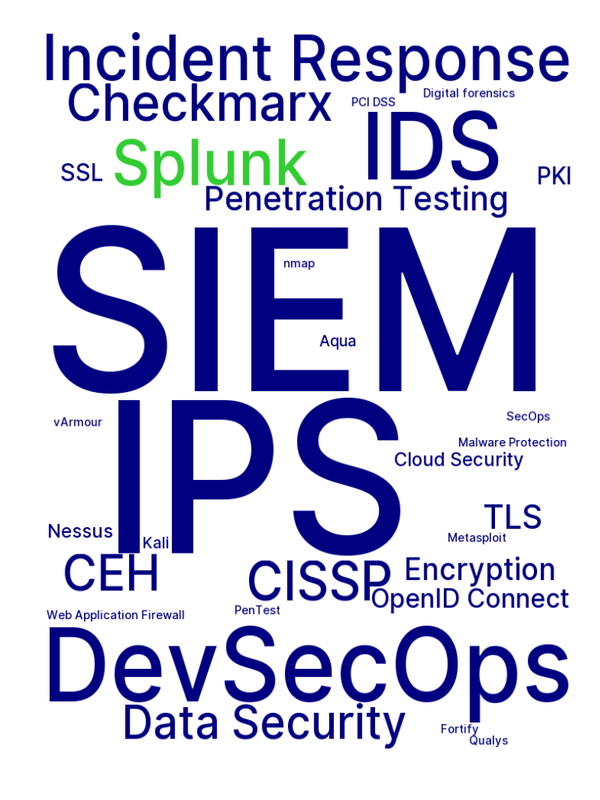 Incident Response
Checkmarx
PCI DSS
Digital forensics
IDS
Splunk
SSL
PKI
Penetration Testing
SIEM
nmap
Aqua
IPS
vArmour
SecOps
Malware Protection
Cloud Security
TLS
Nessus
Kali
Metasploit
CEH
CISSP
Encryption
OpenID Connect
PenTest
Web Application Firewall
DevSecOps
Data Security
Fortify
Qualys